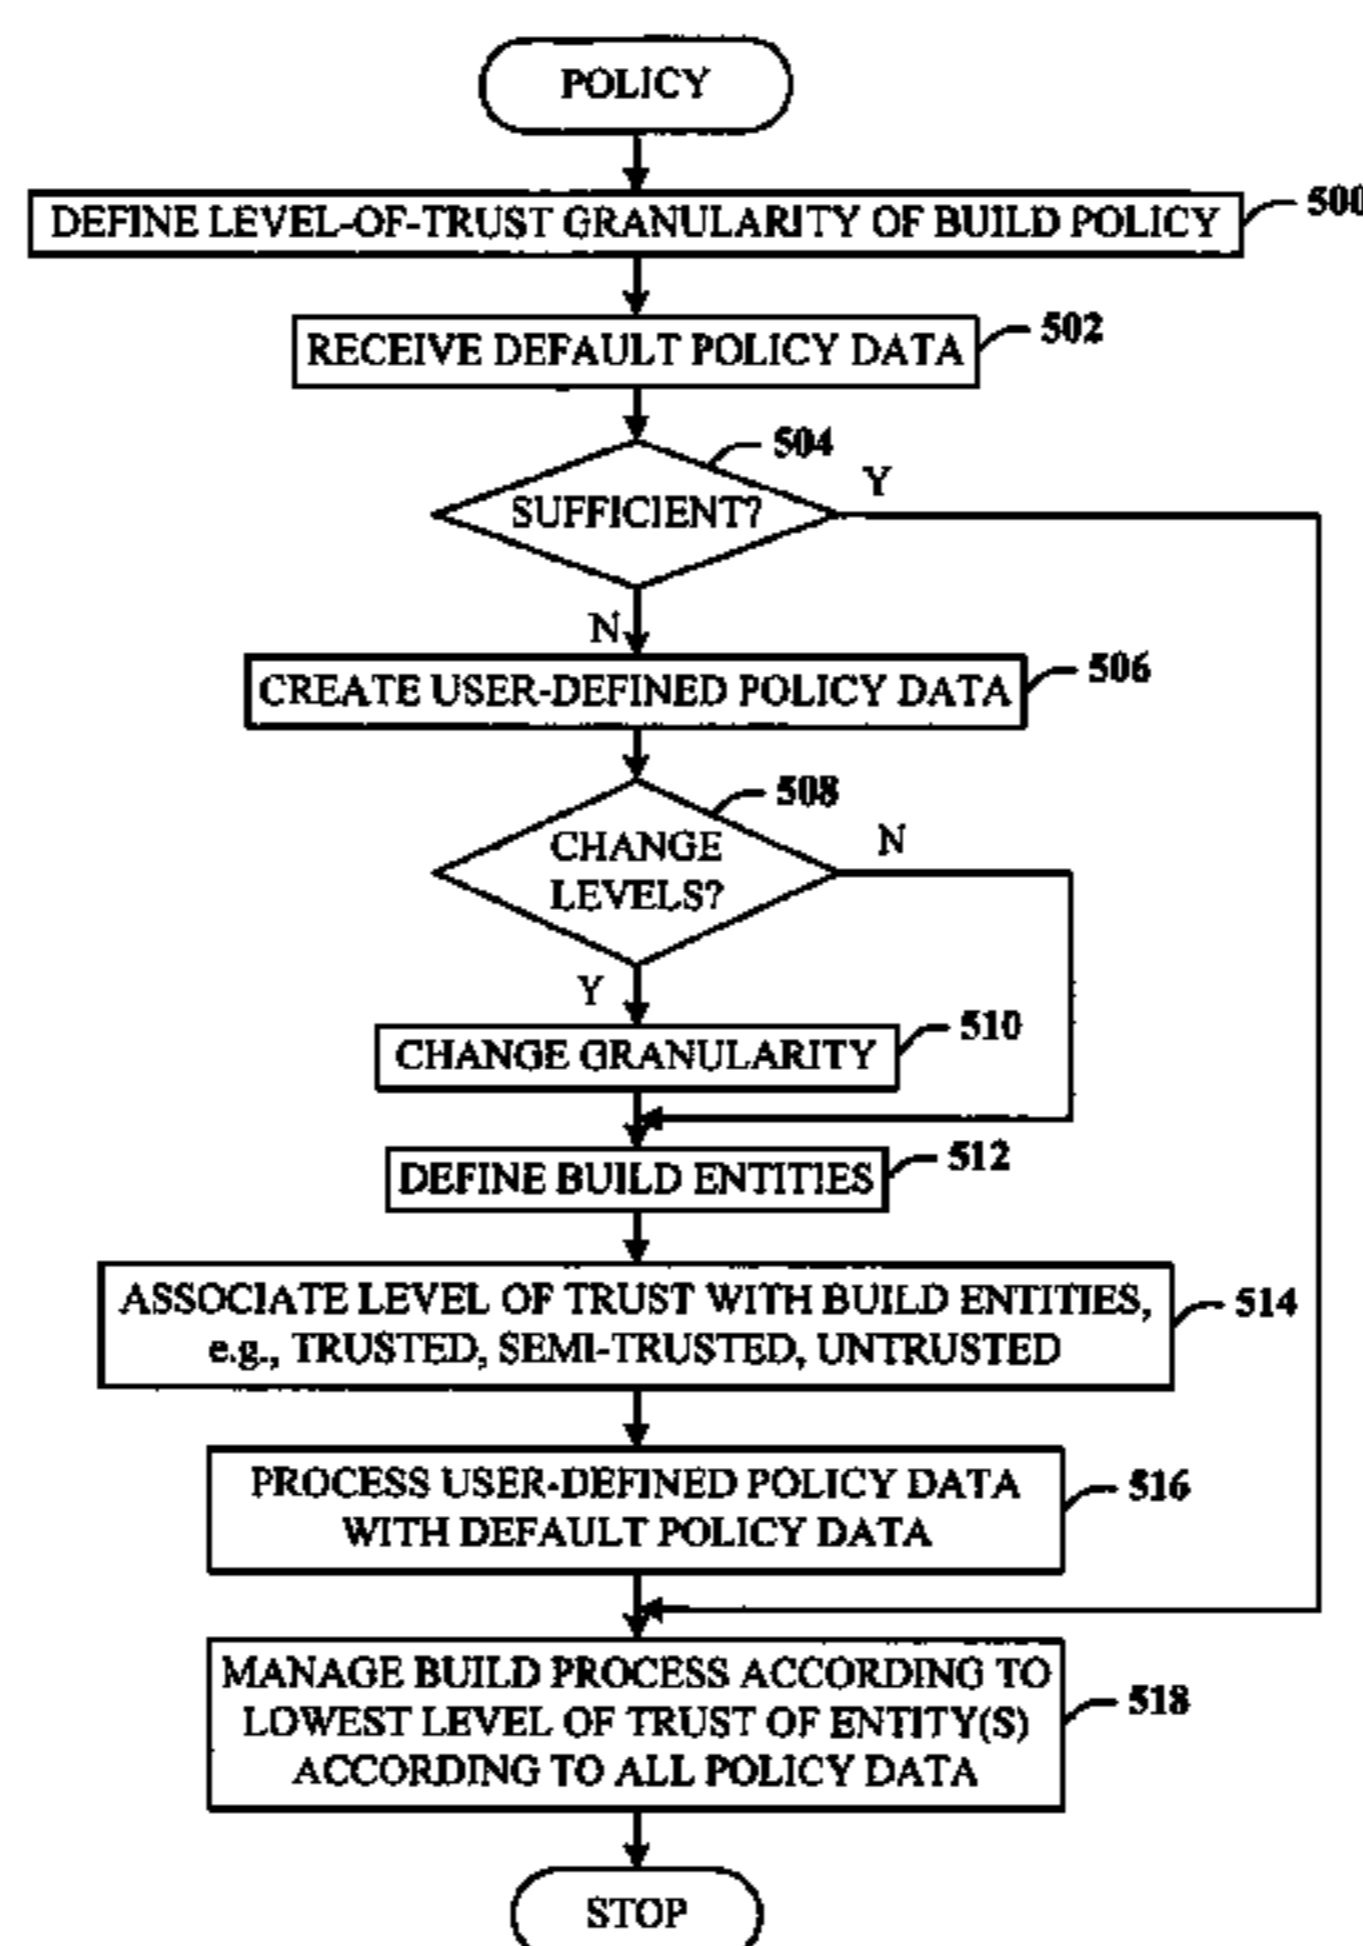 POLICY
DEFINE LEVEL-OF-TRUST GRANULARITY OF BUILD POLICY
500
RECEIVE DEFAULT POLICY DATA
502
504
SUFFICIENT?
Y
N
CREATE USER-DEFINED POLICY DATA
506
508
CHANGE
LEVELS?
N
Y
CHANGE GRANULARITY
510
DEFINE BUILD ENTITIES
512
ASSOCIATE LEVEL OF TRUST WITH BUILD ENTITIES,
e.g., TRUSTED, SEMI-TRUSTED, UNTRUSTED
514
PROCESS USER-DEFINED POLICY DATA
WITH DEFAULT POLICY DATA
516
MANAGE BUILD PROCESS ACCORDING TO
LOWEST LEVEL OF TRUST OF ENTITY(S)
ACCORDING TO ALL POLICY DATA
518
STOP